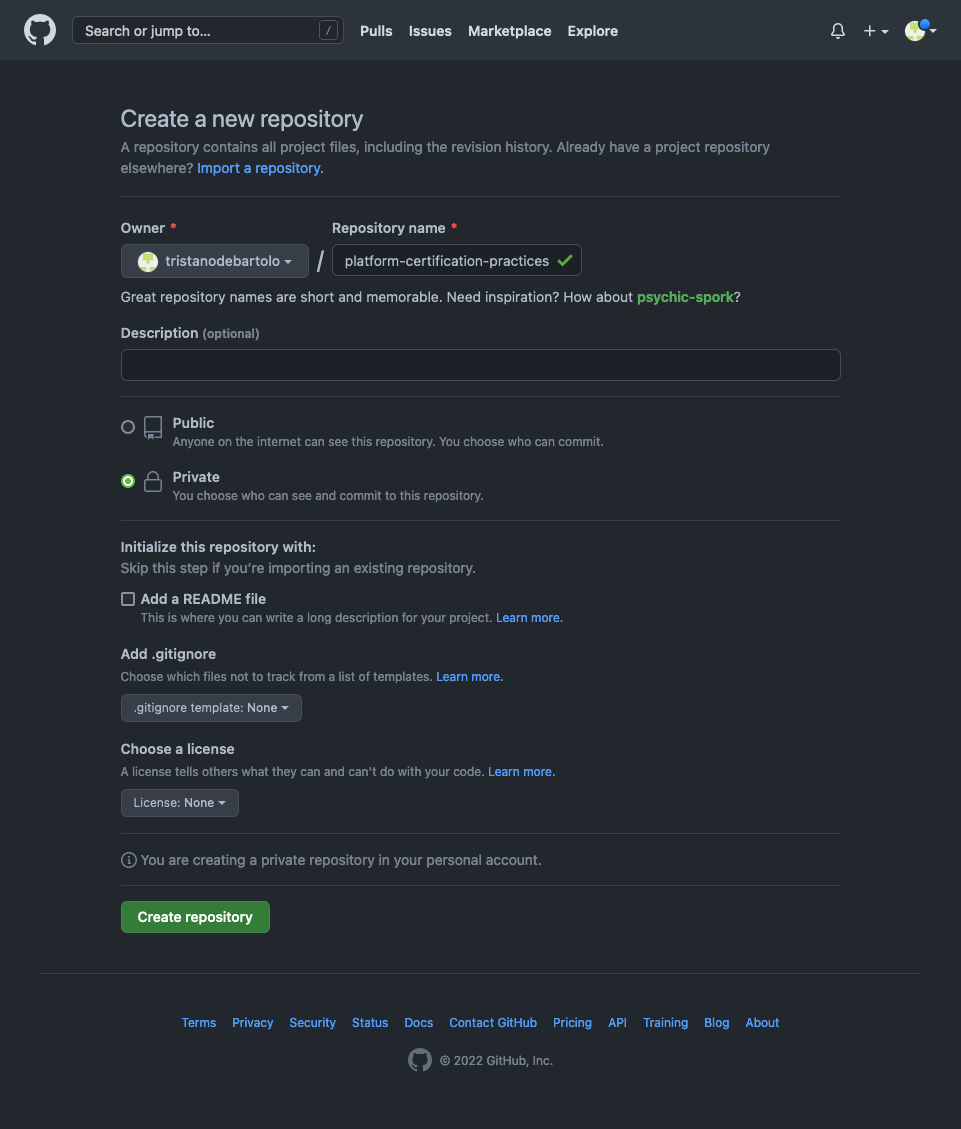 Search or jump to... /
Pulls Issues Marketplace Explore
Create a new repository
A repository contains all project files, including the revision history. Already have a project repository
elsewhere? Import a repository.
Owner * Repository name *
tristanodebartolo / platform-certification-practices
Great repository names are short and memorable. Need inspiration? How about psychic-spork?
Description (optional)
Public
Anyone on the internet can see this repository. You choose who can commit.
Private
You choose who can see and commit to this repository.
Initialize this repository with:
Skip this step if you're importing an existing repository.
Add a README file
This is where you can write a long description for your project. Learn more.
Add .gitignore
Choose which files not to track from a list of templates. Learn more.
.gitignore template: None
Choose a license
A license tells others what they can and can't do with your code. Learn more.
License: None
You are creating a private repository in your personal account.
Create repository
Terms Privacy Security Status Docs Contact GitHub Pricing API Training Blog About
© 2022 GitHub, Inc.